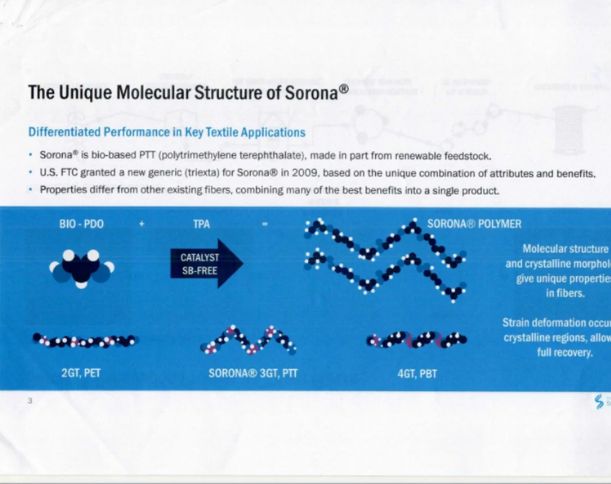 The Unique Molecular Structure of Sorona®
Differentiated Performance in Key Textile Applications
• Sorona® is bio-based PTT (polytrimethylene terephthalate), made in part from renewable feedstock.
• U.S. FTC granted a new generic (triexta) for Sorona® in 2009, based on the unique combination of attributes and benefits.
• Properties differ from other existing fibers, combining many of the best benefits into a single product.
BIO - PDO + TPA = SORONA® POLYMER
CATALYST
SB-FREE
Molecular structure
and crystalline morphol
give unique propertie
in fibers.
Strain deformation occu
crystalline regions, allow
full recovery.
2GT, PET SORONA® 3GT, PTT 4GT, PBT
3